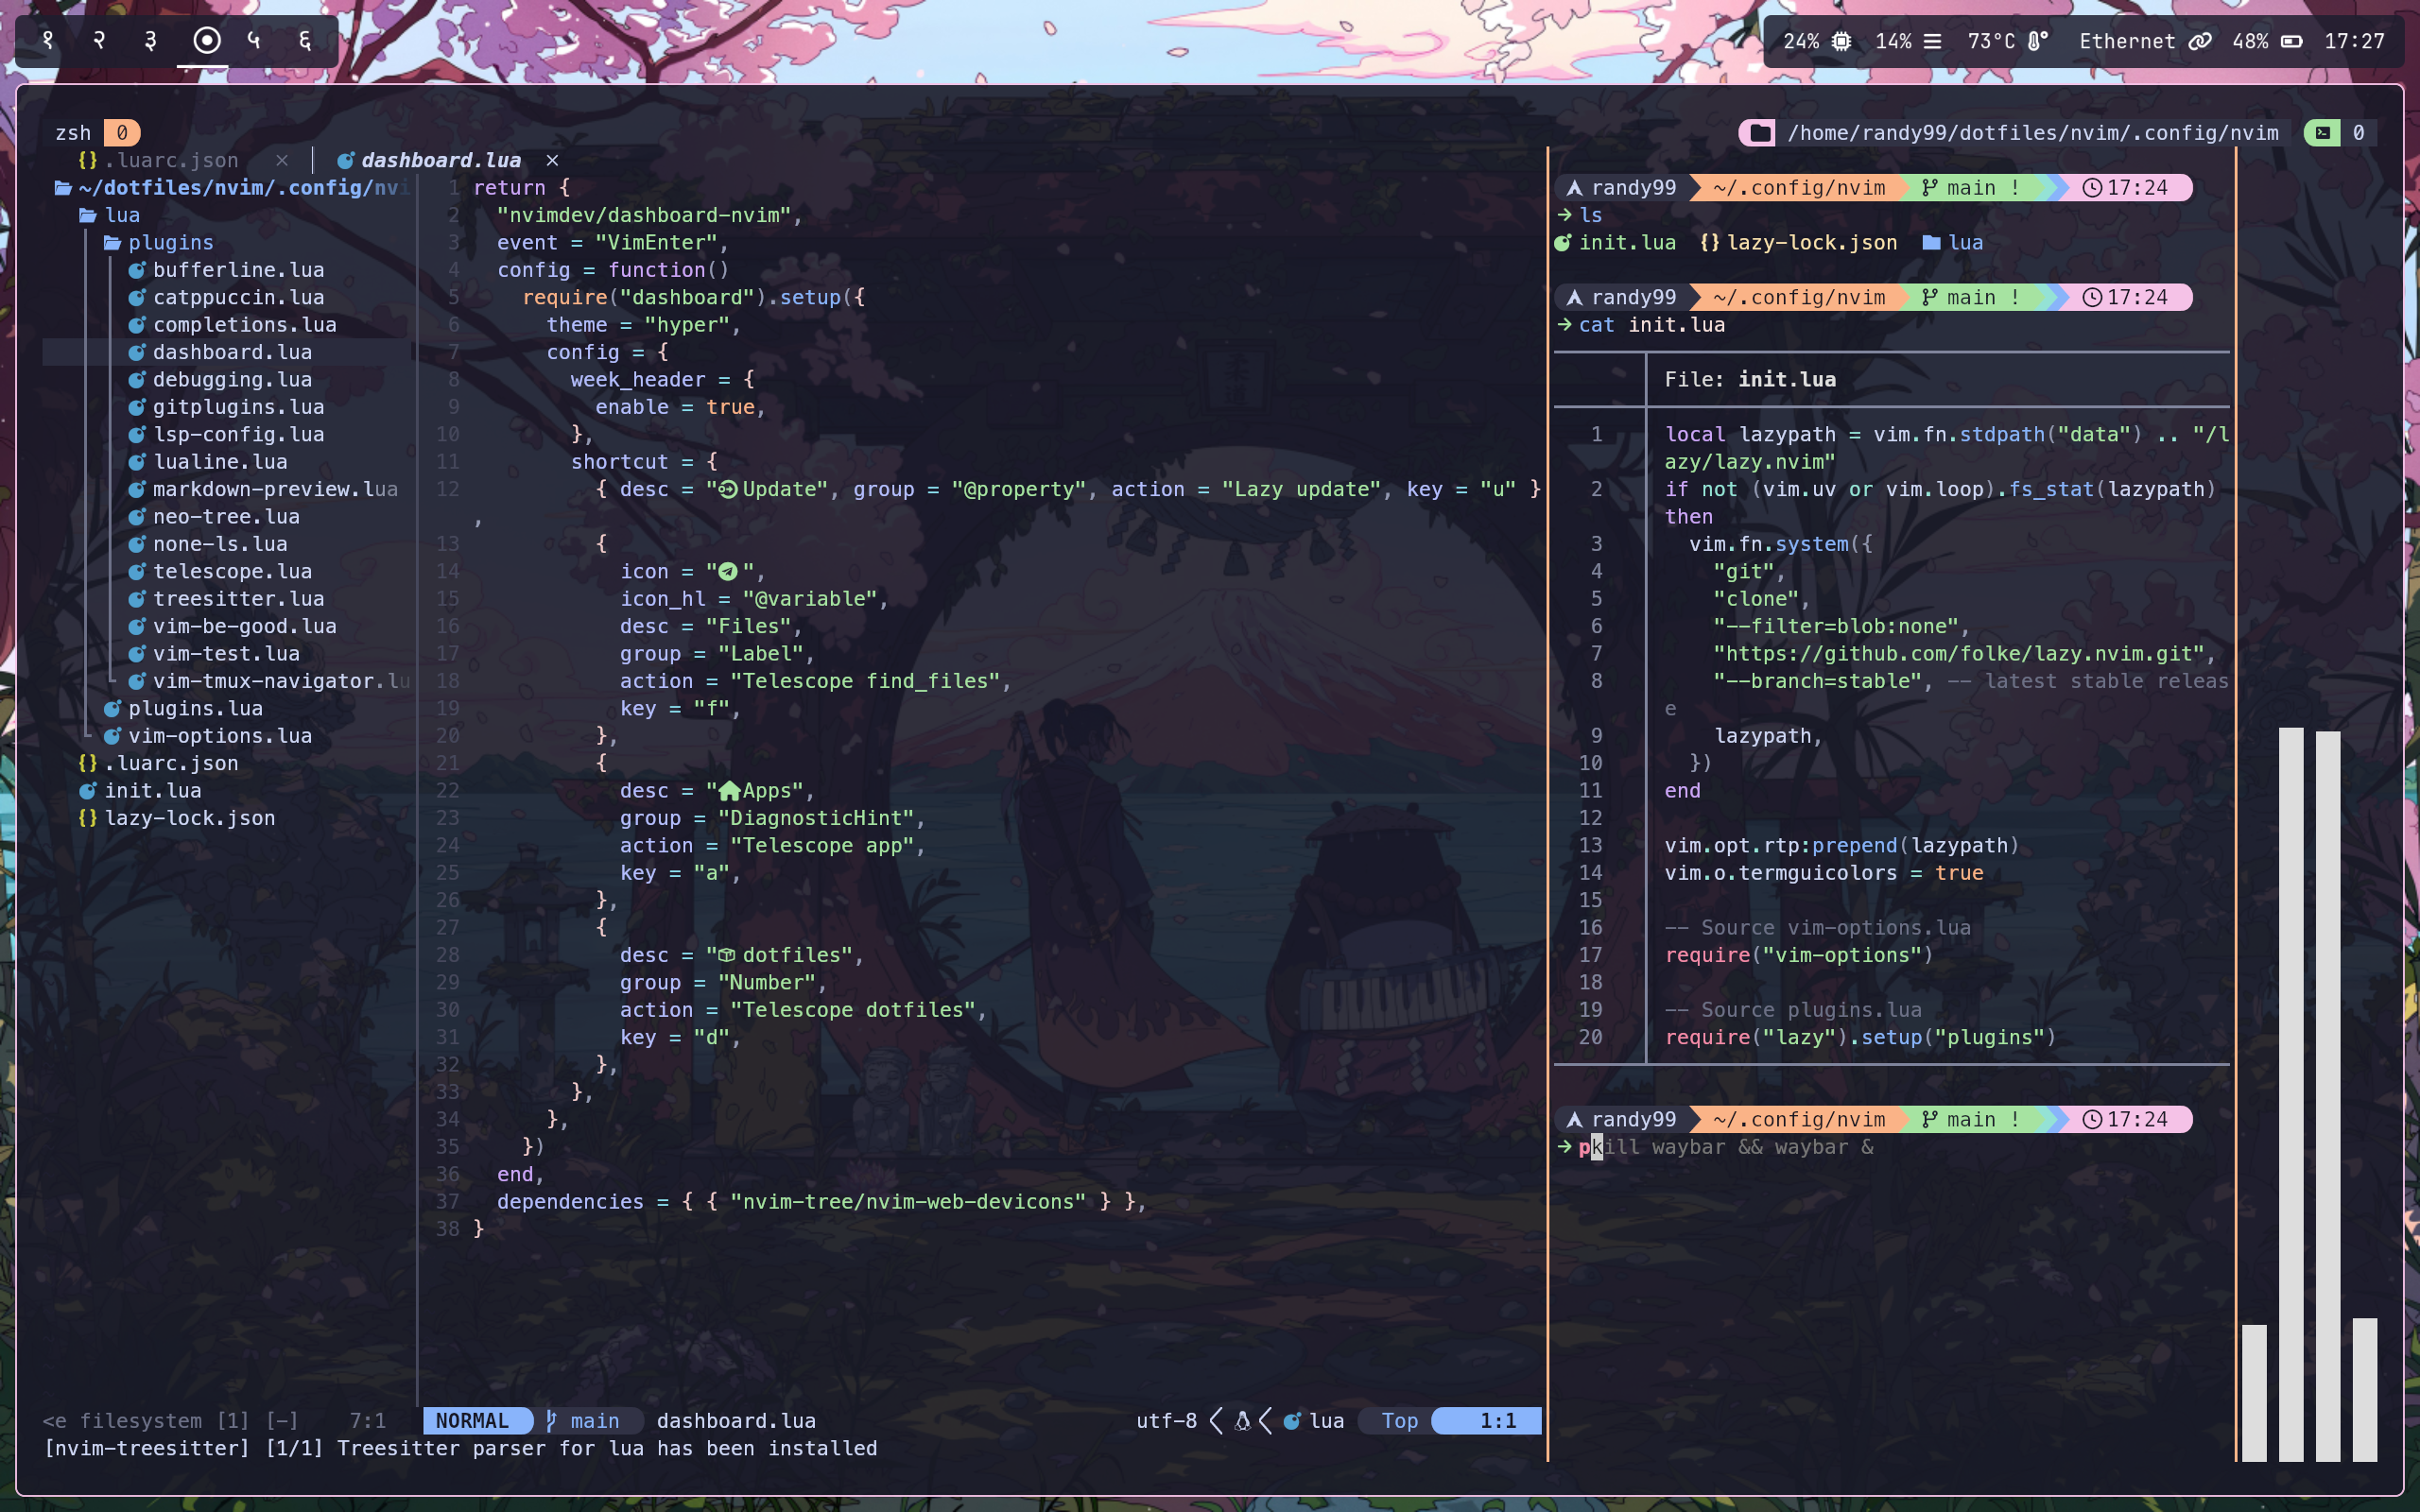 १ २ ३ ५ ६
24% 14% 73°C Ethernet 48% 17:27
zsh 0
/home/randy99/dotfiles/nvim/.config/nvim 0
.luarc.json × dashboard.lua ×
~/dotfiles/nvim/.config/nvi
lua
plugins
bufferline.lua
catppuccin.lua
completions.lua
dashboard.lua
debugging.lua
gitplugins.lua
lsp-config.lua
lualine.lua
markdown-preview.lua
neo-tree.lua
none-ls.lua
telescope.lua
treesitter.lua
vim-be-good.lua
vim-test.lua
vim-tmux-navigator.lu
plugins.lua
vim-options.lua
.luarc.json
init.lua
lazy-lock.json
1 return {
2   "nvimdev/dashboard-nvim",
3   event = "VimEnter",
4   config = function()
5     require("dashboard").setup({
6       theme = "hyper",
7       config = {
8         week_header = {
9           enable = true,
10         },
11         shortcut = {
12           { desc = "Update", group = "@property", action = "Lazy update", key = "u" }
,
13           {
14             icon = " ",
15             icon_hl = "@variable",
16             desc = "Files",
17             group = "Label",
18             action = "Telescope find_files",
19             key = "f",
20           },
21           {
22             desc = "Apps",
23             group = "DiagnosticHint",
24             action = "Telescope app",
25             key = "a",
26           },
27           {
28             desc = " dotfiles",
29             group = "Number",
30             action = "Telescope dotfiles",
31             key = "d",
32           },
33         },
34       },
35     })
36   end,
37   dependencies = { { "nvim-tree/nvim-web-devicons" } },
38 }
<e filesystem [1] [-] 7:1
NORMAL main dashboard.lua utf-8 lua Top 1:1
[nvim-treesitter] [1/1] Treesitter parser for lua has been installed
randy99 ~/.config/nvim main ! 17:24
→ ls
init.lua lazy-lock.json lua
randy99 ~/.config/nvim main ! 17:24
→ cat init.lua
File: init.lua
1 local lazypath = vim.fn.stdpath("data") .. "/l
azy/lazy.nvim"
2 if not (vim.uv or vim.loop).fs_stat(lazypath)
then
3   vim.fn.system({
4     "git",
5     "clone",
6     "--filter=blob:none",
7     "https://github.com/folke/lazy.nvim.git",
8     "--branch=stable", -- latest stable releas
e
9     lazypath,
10   })
11 end
12
13 vim.opt.rtp:prepend(lazypath)
14 vim.o.termguicolors = true
15
16 -- Source vim-options.lua
17 require("vim-options")
18
19 -- Source plugins.lua
20 require("lazy").setup("plugins")
randy99 ~/.config/nvim main ! 17:24
→ pkill waybar && waybar &